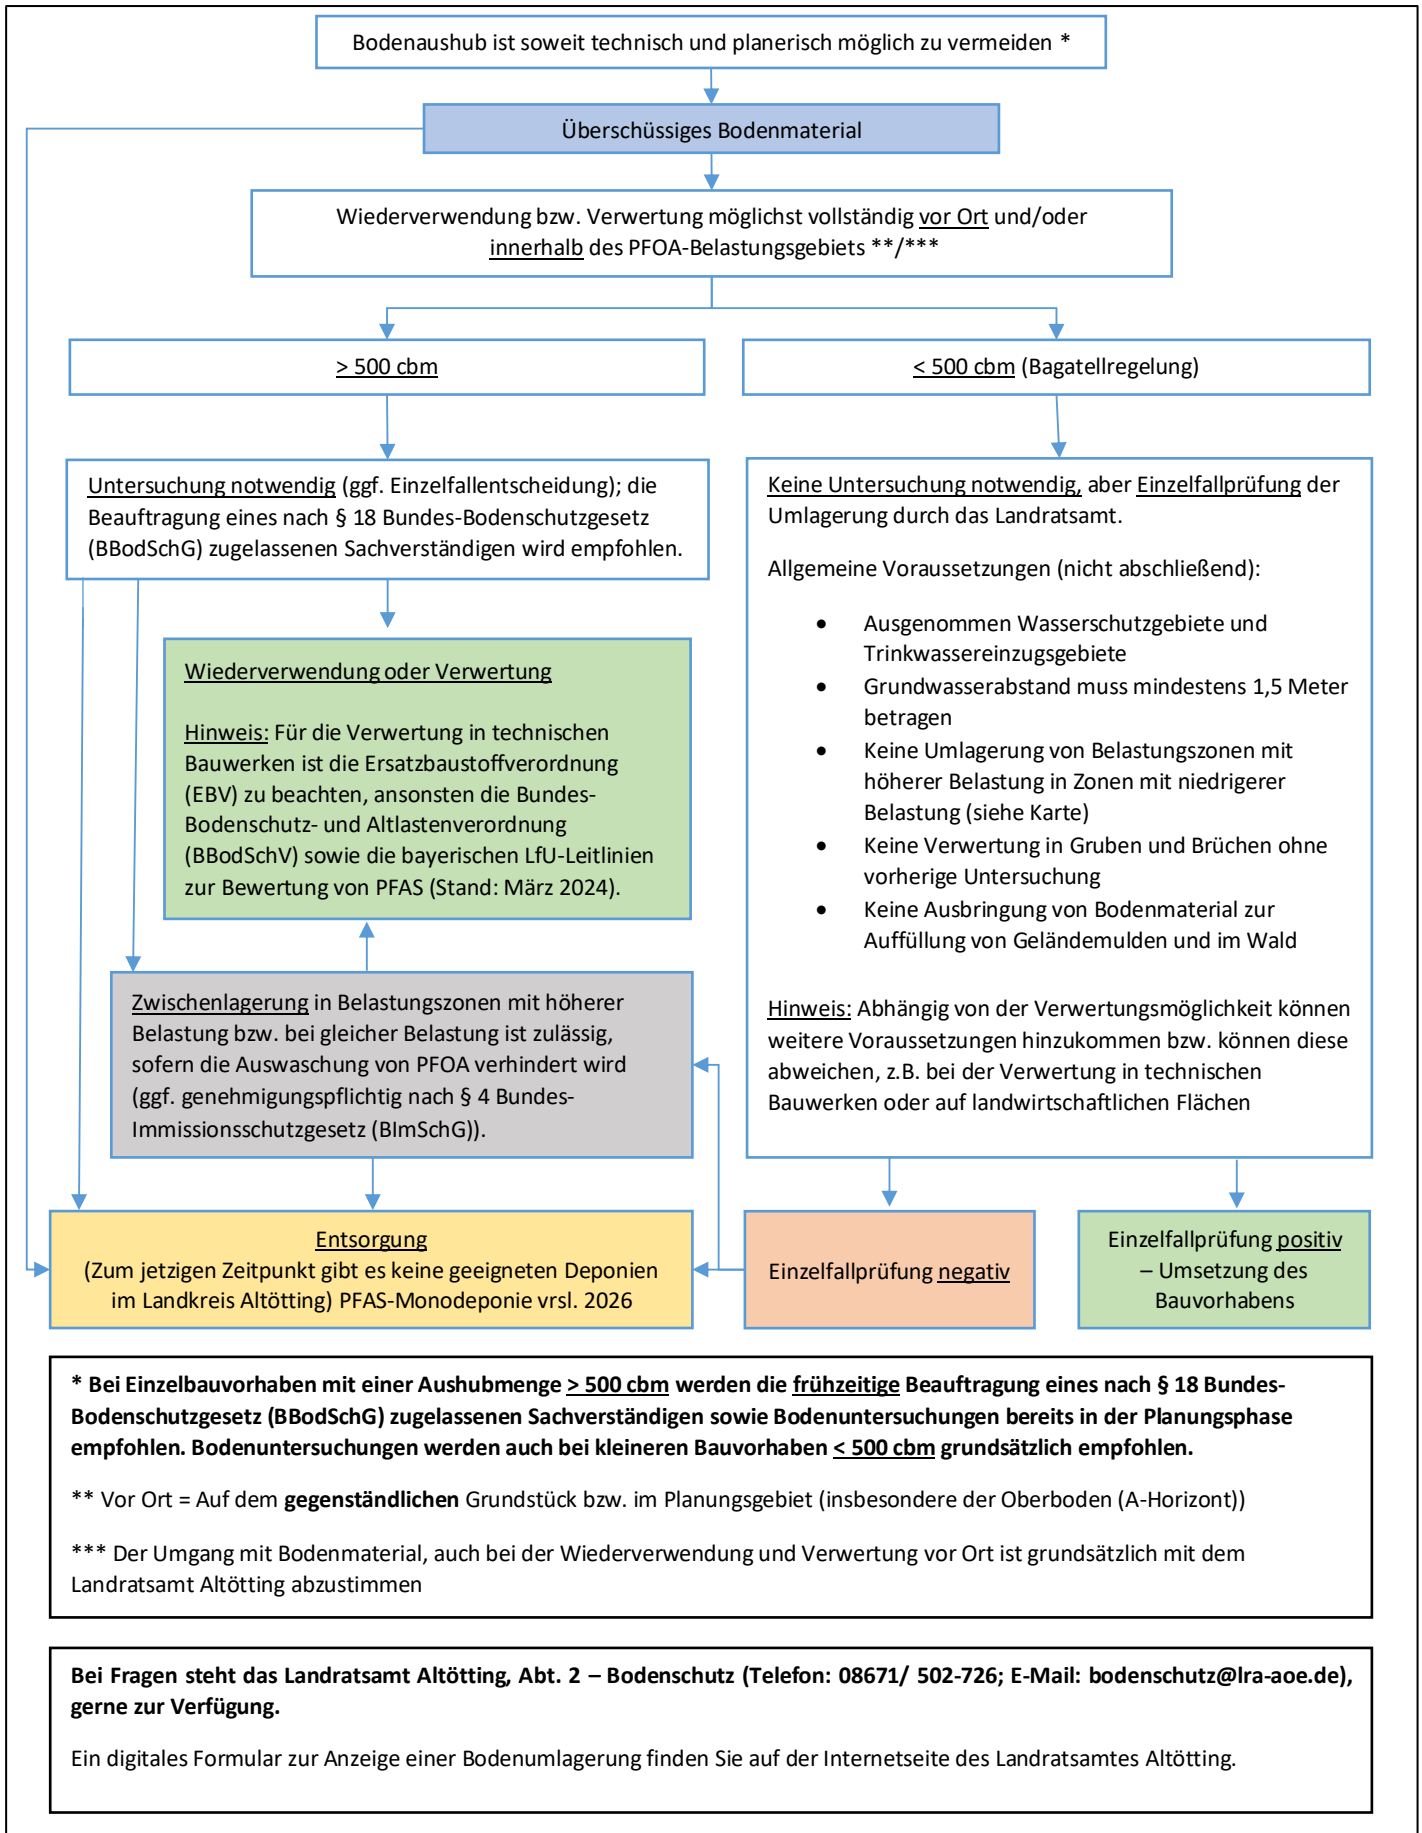 Bodenaushub ist soweit technisch und planerisch möglich zu vermeiden *
Überschüssiges Bodenmaterial
Wiederverwendung bzw. Verwertung möglichst vollständig vor Ort und/oder
innerhalb des PFOA-Belastungsgebiets **/***
> 500 cbm
< 500 cbm (Bagatellregelung)
Untersuchung notwendig (ggf. Einzelfallentscheidung); die
Beauftragung eines nach § 18 Bundes-Bodenschutzgesetz
(BBodSchG) zugelassenen Sachverständigen wird empfohlen.
Wiederverwendung oder Verwertung
Hinweis: Für die Verwertung in technischen
Bauwerken ist die Ersatzbaustoffverordnung
(EBV) zu beachten, ansonsten die Bundes-
Bodenschutz- und Altlastenverordnung
(BBodSchV) sowie die bayerischen LfU-Leitlinien
zur Bewertung von PFAS (Stand: März 2024).
Zwischenlagerung in Belastungszonen mit höherer
Belastung bzw. bei gleicher Belastung ist zulässig,
sofern die Auswaschung von PFOA verhindert wird
(ggf. genehmigungspflichtig nach § 4 Bundes-
Immissionsschutzgesetz (BImSchG)).
Keine Untersuchung notwendig, aber Einzelfallprüfung der
Umlagerung durch das Landratsamt.
Allgemeine Voraussetzungen (nicht abschließend):
• Ausgenommen Wasserschutzgebiete und
Trinkwassereinzugsgebiete
• Grundwasserabstand muss mindestens 1,5 Meter
betragen
• Keine Umlagerung von Belastungszonen mit
höherer Belastung in Zonen mit niedrigerer
Belastung (siehe Karte)
• Keine Verwertung in Gruben und Brüchen ohne
vorherige Untersuchung
• Keine Ausbringung von Bodenmaterial zur
Auffüllung von Geländemulden und im Wald
Hinweis: Abhängig von der Verwertungsmöglichkeit können
weitere Voraussetzungen hinzukommen bzw. können diese
abweichen, z.B. bei der Verwertung in technischen
Bauwerken oder auf landwirtschaftlichen Flächen
Entsorgung
(Zum jetzigen Zeitpunkt gibt es keine geeigneten Deponien
im Landkreis Altötting) PFAS-Monodeponie vrsl. 2026
Einzelfallprüfung negativ
Einzelfallprüfung positiv
– Umsetzung des
Bauvorhabens
* Bei Einzelbauvorhaben mit einer Aushubmenge > 500 cbm werden die frühzeitige Beauftragung eines nach § 18 Bundes-
Bodenschutzgesetz (BBodSchG) zugelassenen Sachverständigen sowie Bodenuntersuchungen bereits in der Planungsphase
empfohlen. Bodenuntersuchungen werden auch bei kleineren Bauvorhaben < 500 cbm grundsätzlich empfohlen.
** Vor Ort = Auf dem gegenständlichen Grundstück bzw. im Planungsgebiet (insbesondere der Oberboden (A-Horizont))
*** Der Umgang mit Bodenmaterial, auch bei der Wiederverwendung und Verwertung vor Ort ist grundsätzlich mit dem
Landratsamt Altötting abzustimmen
Bei Fragen steht das Landratsamt Altötting, Abt. 2 – Bodenschutz (Telefon: 08671/ 502-726; E-Mail: bodenschutz@lra-aoe.de),
gerne zur Verfügung.
Ein digitales Formular zur Anzeige einer Bodenumlagerung finden Sie auf der Internetseite des Landratsamtes Altötting.